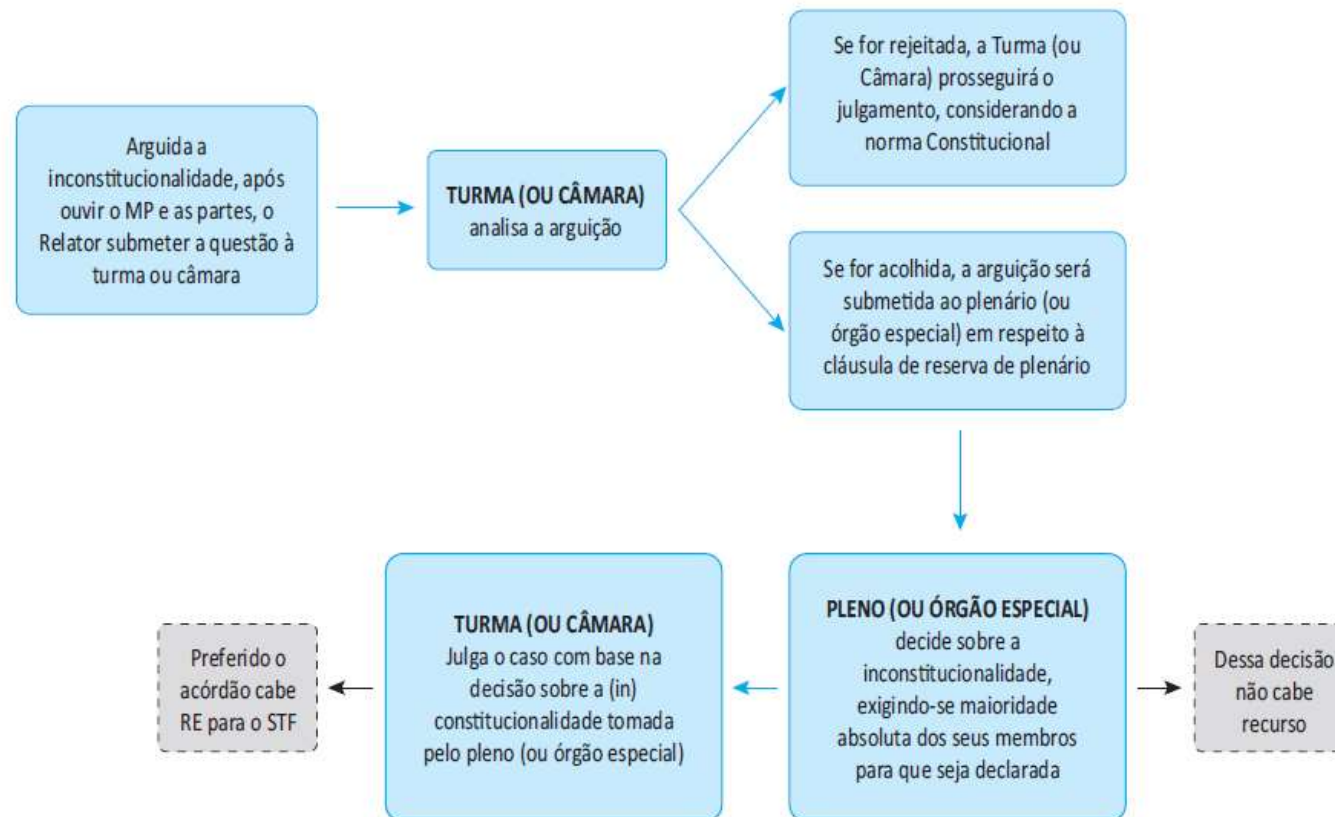 Arguida a
inconstitucionalidade, após
ouvir o MP e as partes, o
Relator submeter a questão à
turma ou câmara
TURMA (OU CÂMARA)
analisa a arguição
Se for rejeitada, a Turma (ou
Câmara) prosseguirá o
julgamento, considerando a
norma Constitucional
Se for acolhida, a arguição será
submetida ao plenário (ou
órgão especial) em respeito à
cláusula de reserva de plenário
PLENO (OU ÓRGÃO ESPECIAL)
decide sobre a
inconstitucionalidade,
exigindo-se maioridade
absoluta dos seus membros
para que seja declarada
Dessa decisão
não cabe
recurso
TURMA (OU CÂMARA)
Julga o caso com base na
decisão sobre a (in)
constitucionalidade tomada
pelo pleno (ou órgão especial)
Preferido o
acórdão cabe
RE para o STF